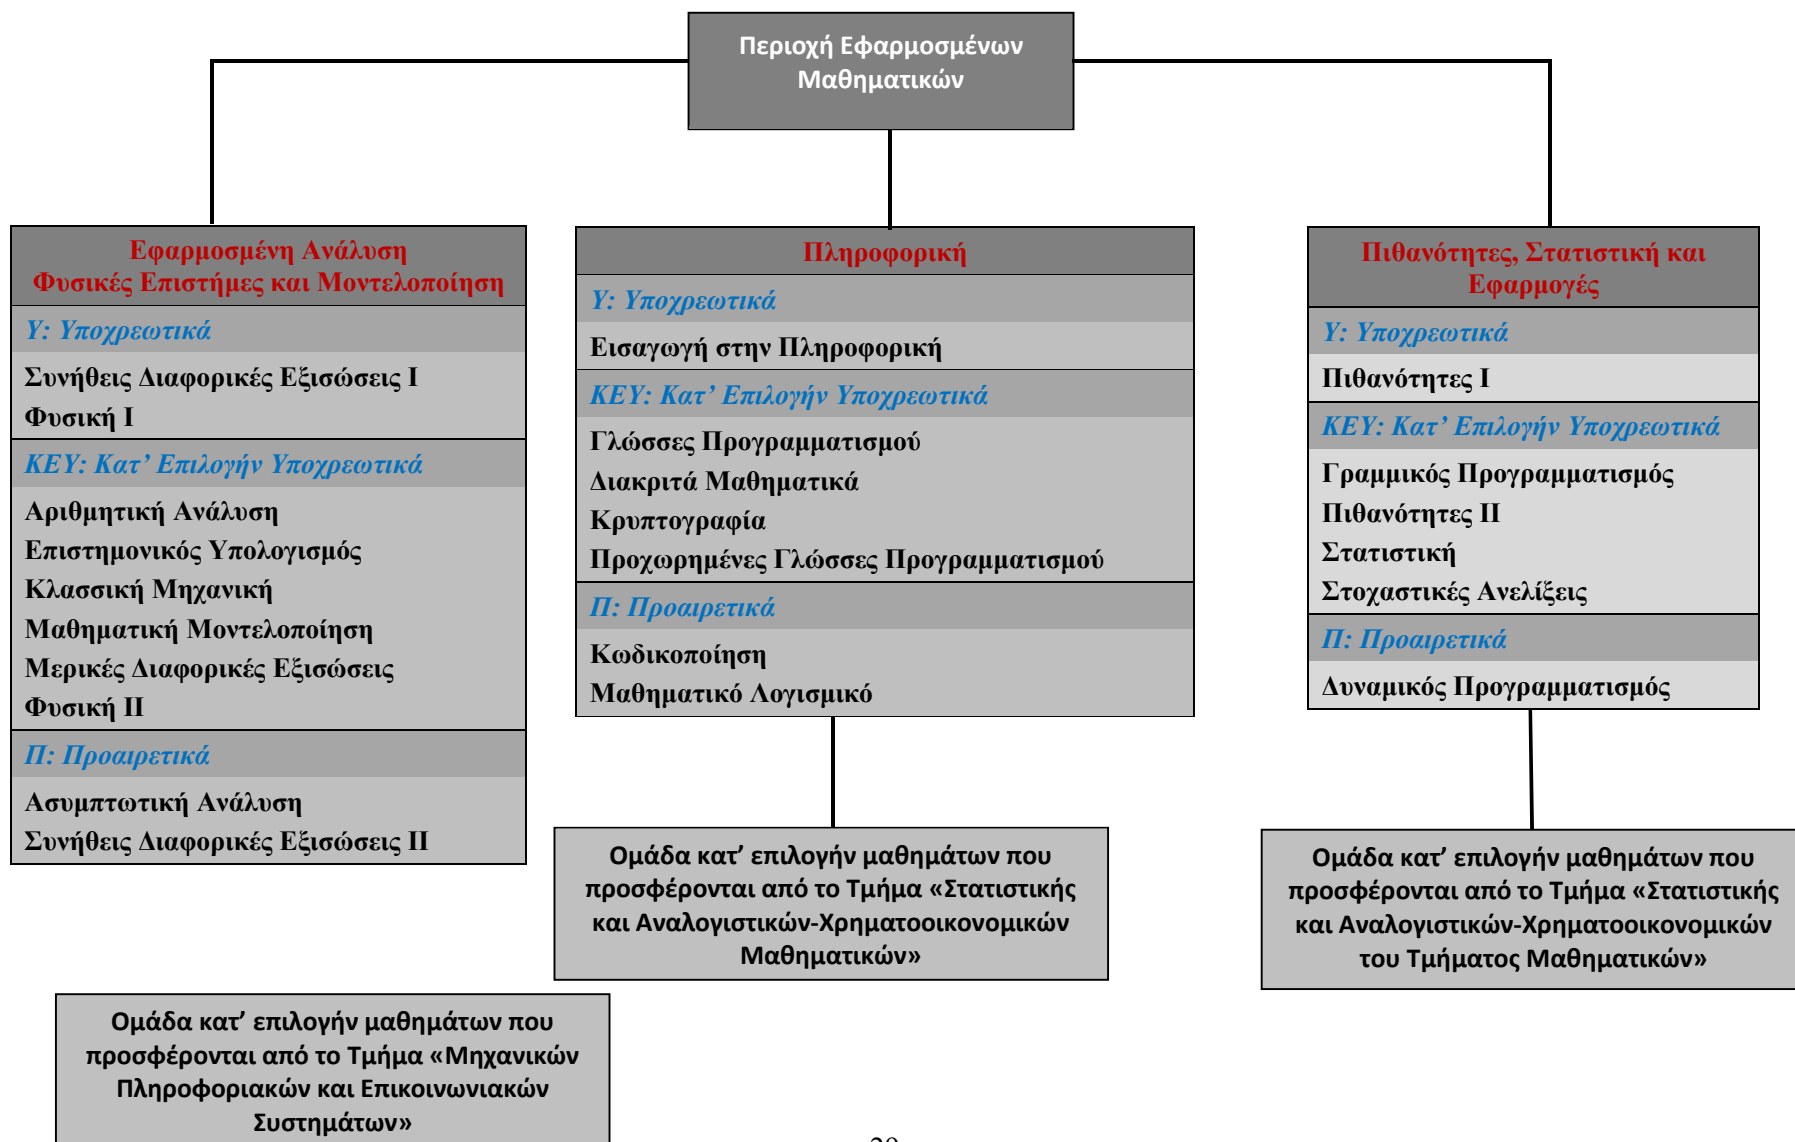 Περιοχή Εφαρμοσμένων
Μαθηματικών
Εφαρμοσμένη Ανάλυση
Φυσικές Επιστήμες και Μοντελοποίηση
Υ: Υποχρεωτικά
Συνήθεις Διαφορικές Εξισώσεις Ι
Φυσική Ι
ΚΕΥ: Κατ’ Επιλογήν Υποχρεωτικά
Αριθμητική Ανάλυση
Επιστημονικός Υπολογισμός
Κλασσική Μηχανική
Μαθηματική Μοντελοποίηση
Μερικές Διαφορικές Εξισώσεις
Φυσική ΙΙ
Π: Προαιρετικά
Ασυμπτωτική Ανάλυση
Συνήθεις Διαφορικές Εξισώσεις ΙΙ
Πληροφορική
Υ: Υποχρεωτικά
Εισαγωγή στην Πληροφορική
ΚΕΥ: Κατ’ Επιλογήν Υποχρεωτικά
Γλώσσες Προγραμματισμού
Διακριτά Μαθηματικά
Κρυπτογραφία
Προχωρημένες Γλώσσες Προγραμματισμού
Π: Προαιρετικά
Κωδικοποίηση
Μαθηματικό Λογισμικό
Πιθανότητες, Στατιστική και
Εφαρμογές
Υ: Υποχρεωτικά
Πιθανότητες Ι
ΚΕΥ: Κατ’ Επιλογήν Υποχρεωτικά
Γραμμικός Προγραμματισμός
Πιθανότητες ΙΙ
Στατιστική
Στοχαστικές Ανελίξεις
Π: Προαιρετικά
Δυναμικός Προγραμματισμός
Ομάδα κατ’ επιλογήν μαθημάτων που
προσφέρονται από το Τμήμα «Στατιστικής
και Αναλογιστικών-Χρηματοοικονομικών
Μαθηματικών»
Ομάδα κατ’ επιλογήν μαθημάτων που
προσφέρονται από το Τμήμα «Στατιστικής
και Αναλογιστικών-Χρηματοοικονομικών
του Τμήματος Μαθηματικών»
Ομάδα κατ’ επιλογήν μαθημάτων που
προσφέρονται από το Τμήμα «Μηχανικών
Πληροφοριακών και Επικοινωνιακών
Συστημάτων»